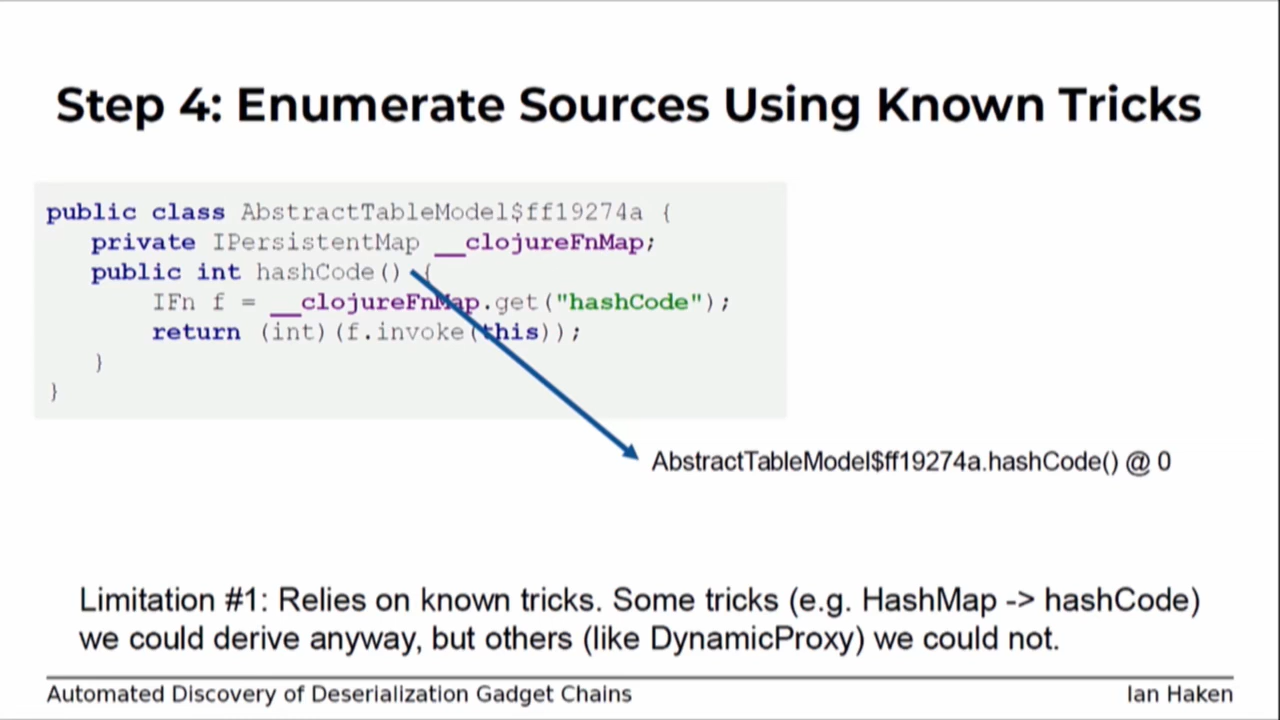 Step 4: Enumerate Sources Using Known Tricks
public class AbstractTableModel$ff19274a {
private IPersistentMap __clojureFnMap;
public int hashCode() {
IFn f = __clojureFnMap.get("hashCode");
return (int)(f.invoke(this));
}
}
AbstractTableModel$ff19274a.hashCode() @ 0
Limitation #1: Relies on known tricks. Some tricks (e.g. HashMap -> hashCode)
we could derive anyway, but others (like DynamicProxy) we could not.
Automated Discovery of Deserialization Gadget Chains
Ian Haken